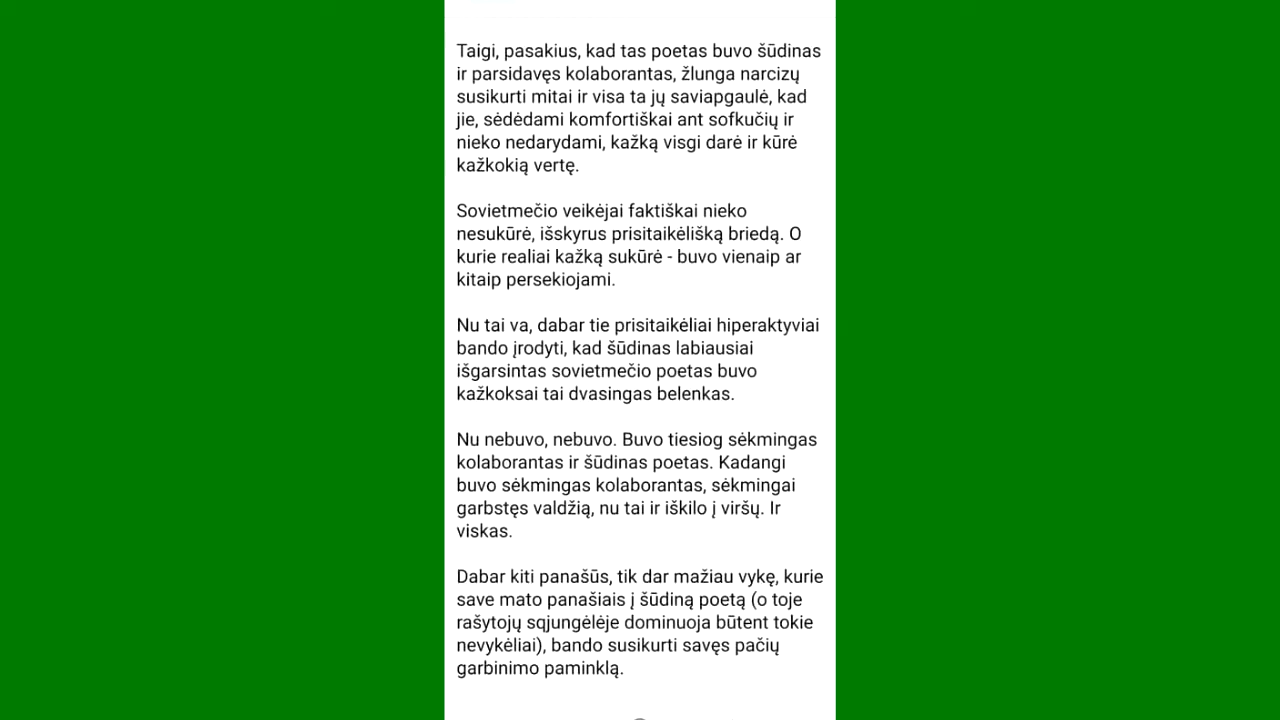 Taigi, pasakius, kad tas poetas buvo šūdinas
ir parsidavęs kolaborantas, žlunga narcizų
susikurti mitai ir visa ta jų saviapgaulė, kad
jie, sėdėdami komfortiškai ant sofkučių ir
nieko nedarydami, kažką visgi darė ir kūrė
kažkokią vertę.
Sovietmečio veikėjai faktiškai nieko
nesukūrė, išskyrus prisitaikėlišką briedą. O
kurie realiai kažką sukūrė - buvo vienaip ar
kitaip persekiojami.
Nu tai va, dabar tie prisitaikėliai hiperaktyviai
bando įrodyti, kad šūdinas labiausiai
išgarsintas sovietmečio poetas buvo
kažkoksai tai dvasingas belenkas.
Nu nebuvo, nebuvo. Buvo tiesiog sėkmingas
kolaborantas ir šūdinas poetas. Kadangi
buvo sėkmingas kolaborantas, sėkmingai
garbstęs valdžią, nu tai ir iškilo į viršų. Ir
viskas.
Dabar kiti panašūs, tik dar mažiau vykę, kurie
save mato panašiais į šūdiną poetą (o toje
rašytojų sqjungėlėje dominuoja būtent tokie
nevykėliai), bando susikurti savęs pačių
garbinimo paminklą.